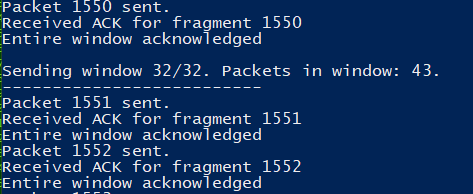 Packet 1550 sent.
Received ACK for fragment 1550
Entire window acknowledged
Sending window 32/32. Packets in window: 43.
--------------------------
Packet 1551 sent.
Received ACK for fragment 1551
Entire window acknowledged
Packet 1552 sent.
Received ACK for fragment 1552
Entire window acknowledged